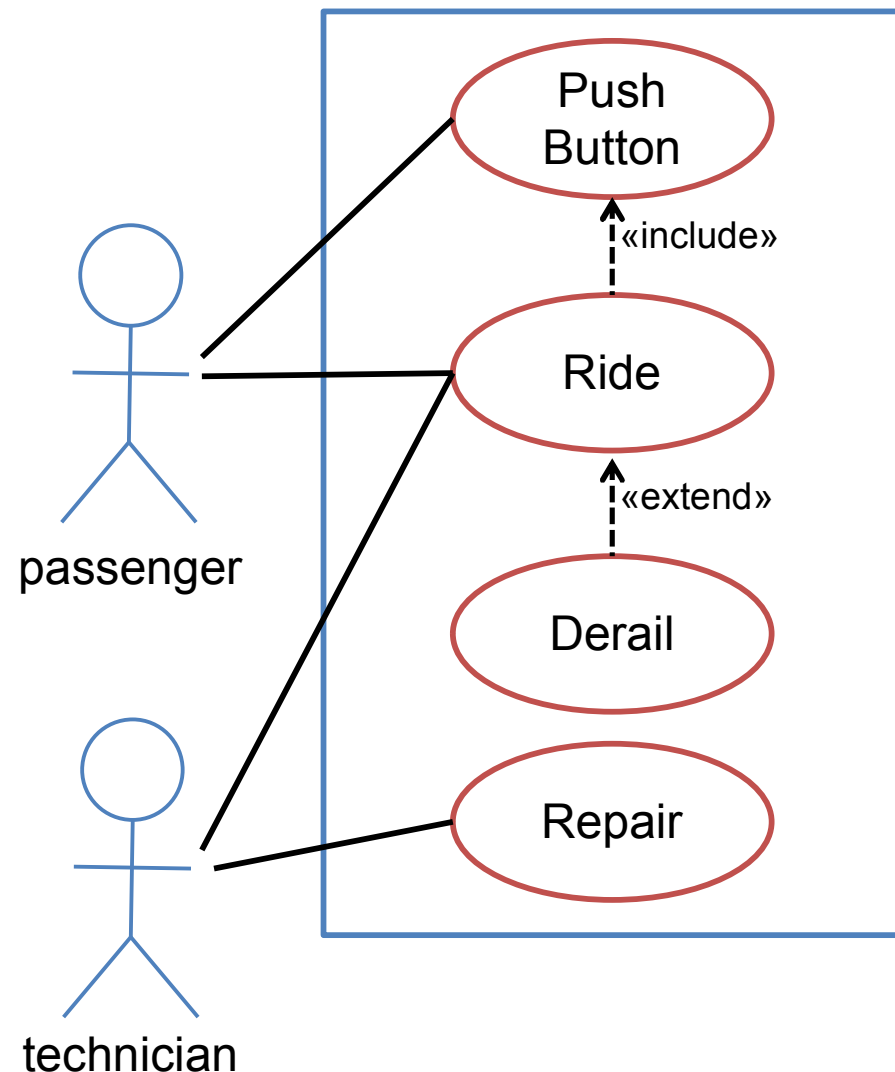 Push
Button
«include»
Ride
«extend»
passenger
Derail
Repair
technician